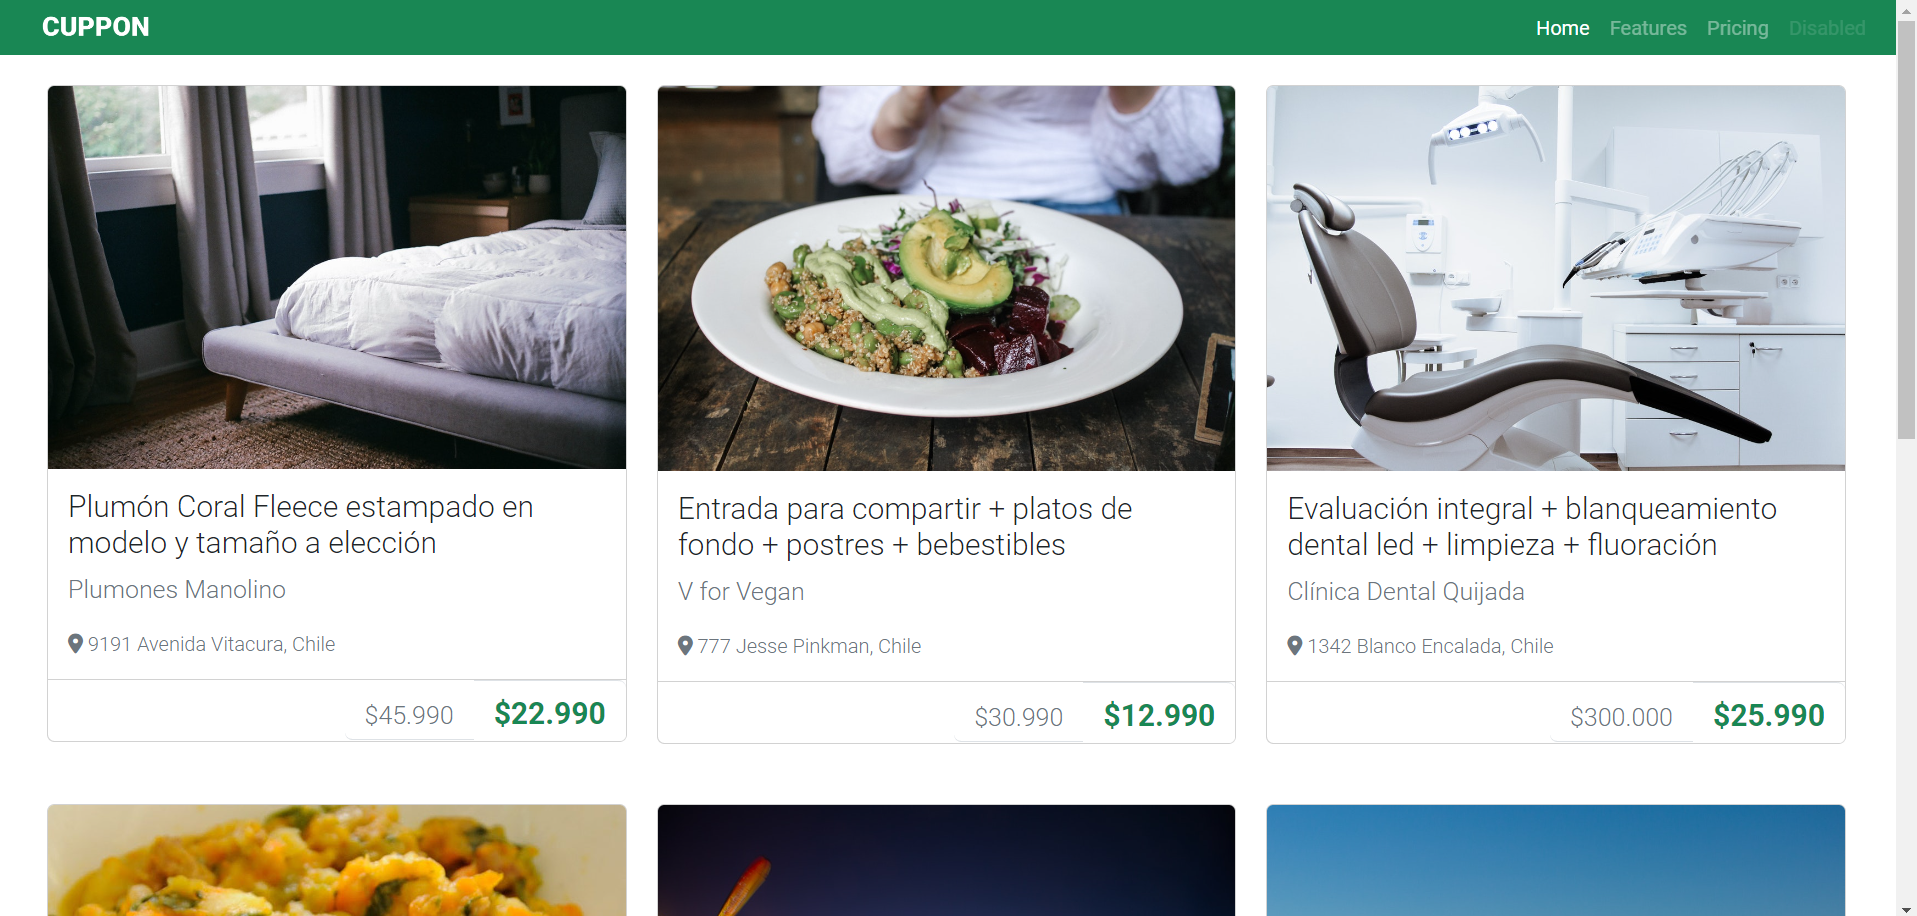 CUPPON
Home Features Pricing Disabled
Plumón Coral Fleece estampado en
modelo y tamaño a elección
Plumones Manolino
9191 Avenida Vitacura, Chile
$45.990 $22.990
Entrada para compartir + platos de
fondo + postres + bebestibles
V for Vegan
777 Jesse Pinkman, Chile
$30.990 $12.990
Evaluación integral + blanqueamiento
dental led + limpieza + fluoración
Clínica Dental Quijada
1342 Blanco Encalada, Chile
$300.000 $25.990